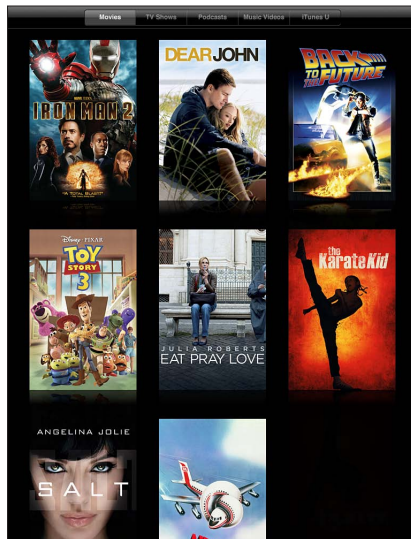 Movies
TV Shows
Podcasts
Music Videos
iTunes U
IRON MAN 2
DEAR JOHN
BACK
TO THE
FUTURE
Disney · PIXAR
TOY
STORY
3
JULIA ROBERTS
EAT PRAY LOVE
the
Karate Kid
ANGELINA JOLIE
SALT